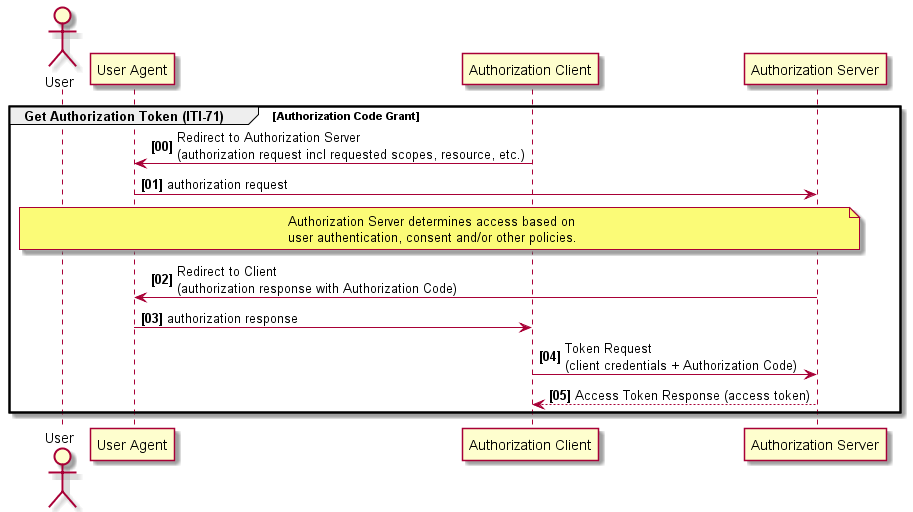 User
User Agent
Authorization Client
Authorization Server
Get Authorization Token (ITI-71)
[Authorization Code Grant]
[00] Redirect to Authorization Server
(authorization request incl requested scopes, resource, etc.)
[01] authorization request
Authorization Server determines access based on
user authentication, consent and/or other policies.
[02] Redirect to Client
(authorization response with Authorization Code)
[03] authorization response
[04] Token Request
(client credentials + Authorization Code)
[05] Access Token Response (access token)
User
User Agent
Authorization Client
Authorization Server